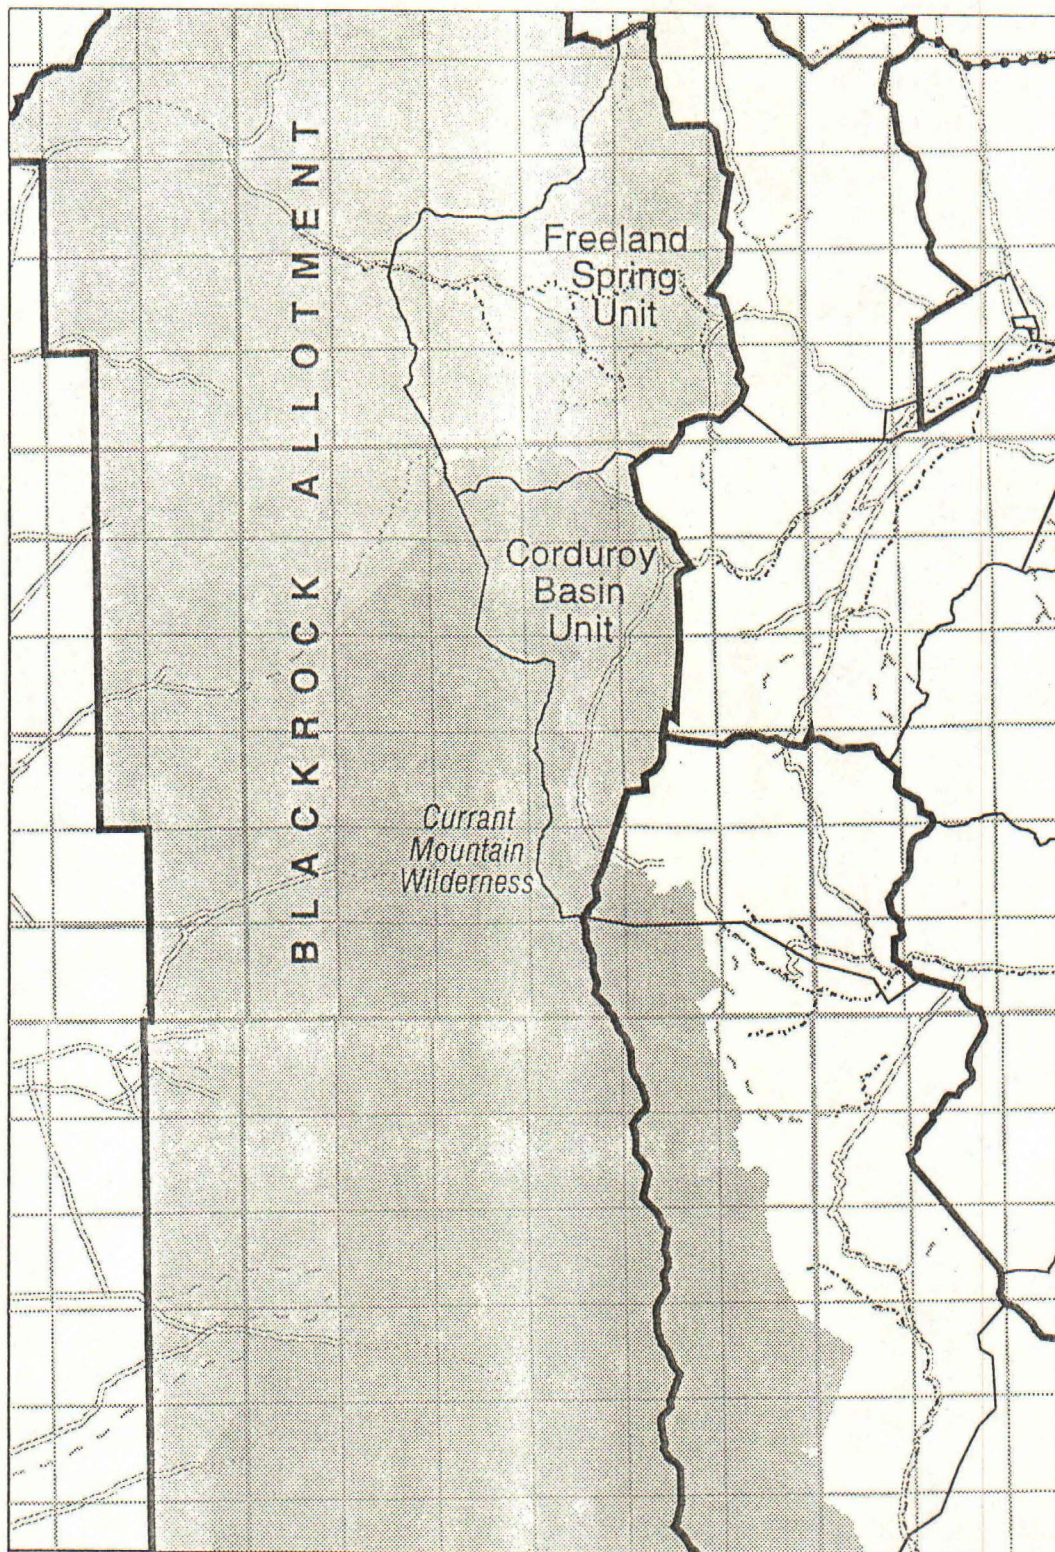 BLACKROCK ALLOTMENT
Freeland
Spring
Unit
Corduroy
Basin
Unit
Currant
Mountain
Wilderness